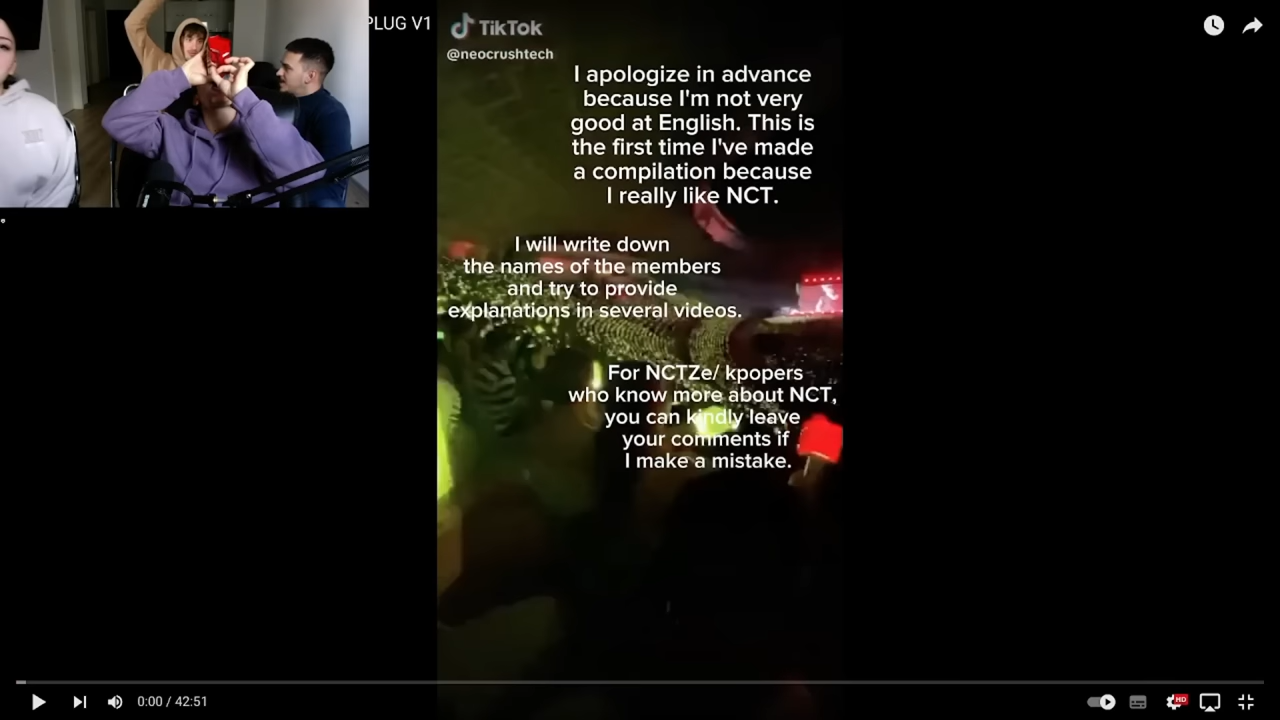 PLUG V1
TikTok
@neocrushtech
I apologize in advance
because I'm not very
good at English. This is
the first time I've made
a compilation because
I really like NCT.
I will write down
the names of the members
and try to provide
explanations in several videos.
For NCTZe/ kpopers
who know more about NCT,
you can kindly leave
your comments if
I make a mistake.
0:00 / 42:51
HD